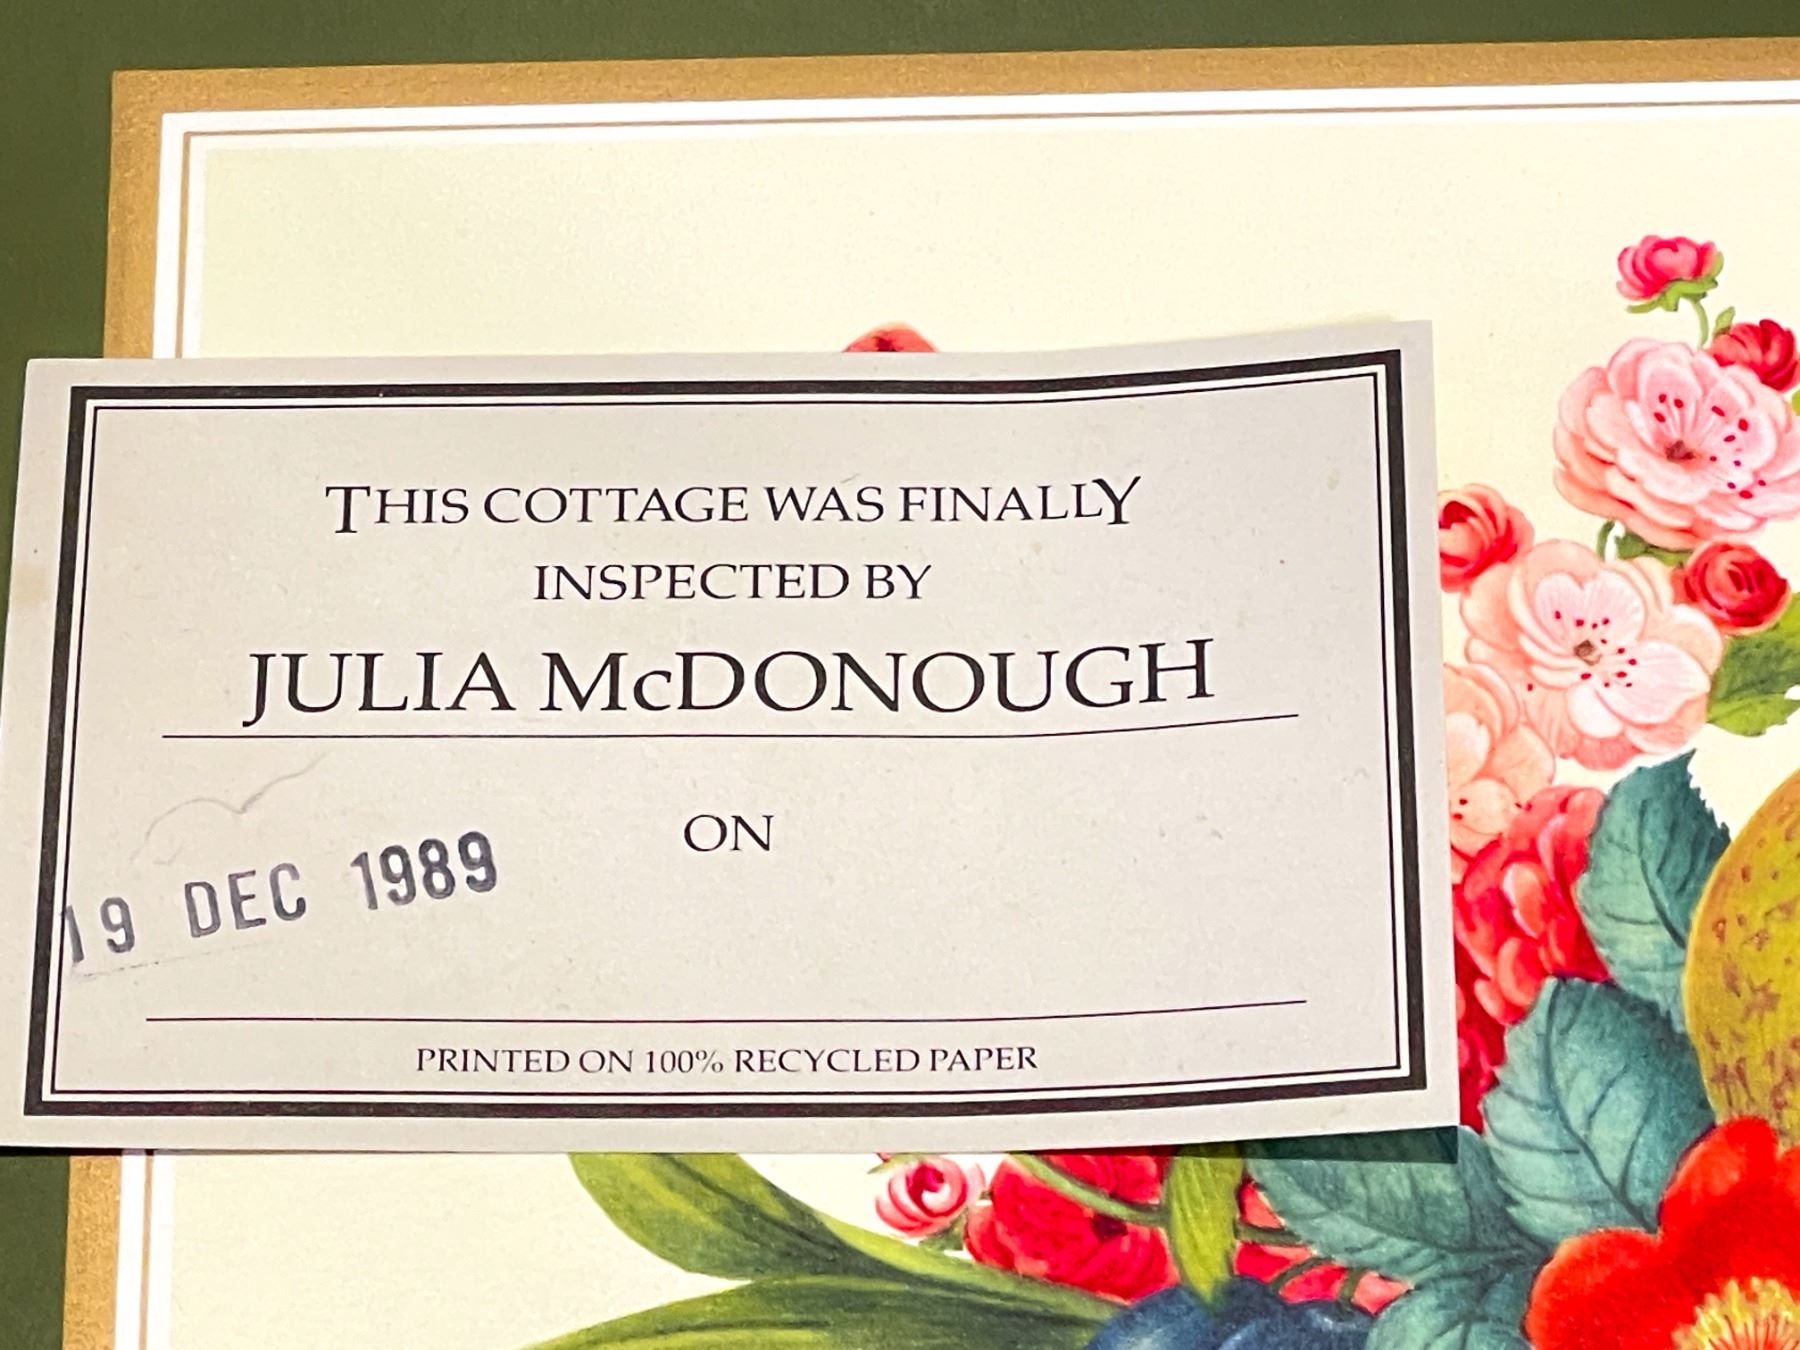 THIS COTTAGE WAS FINALLY
INSPECTED BY
JULIA McDONOUGH
ON
19 DEC 1989
PRINTED ON 100% RECYCLED PAPER